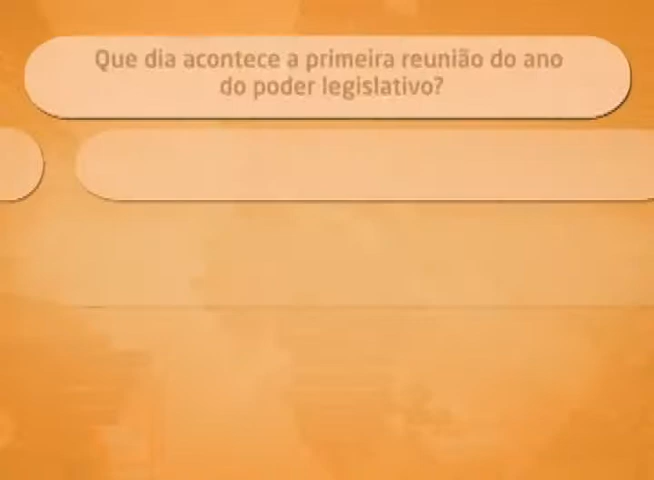 Que dia acontece a primeira reunião do ano
do poder legislativo?